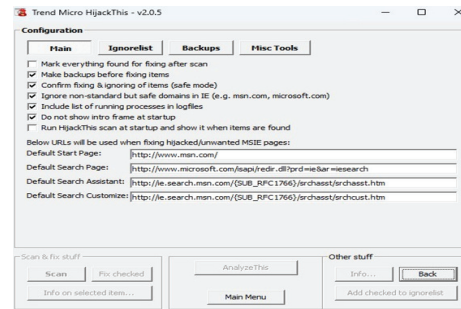 Trend Micro HijackThis - v2.0.5
Configuration
Main Ignorelist Backups Misc Tools
Mark everything found for fixing after scan
Make backups before fixing items
Confirm fixing & ignoring of items (safe mode)
Ignore non-standard but safe domains in IE (e.g. msn.com, microsoft.com)
Include list of running processes in logfiles
Do not show intro frame at startup
Run HijackThis scan at startup and show it when items are found
Below URLs will be used when fixing hijacked/unwanted MSIE pages:
Default Start Page: http://www.msn.com/
Default Search Page: http://www.microsoft.com/isapi/redir.dll?prd=ie&ar=iesearch
Default Search Assistant: http://ie.search.msn.com/{SUB_RFC1766}/srchasst/srchasst.htm
Default Search Customize: http://ie.search.msn.com/{SUB_RFC1766}/srchasst/srchcust.htm
Scan & fix stuff
Other stuff
Scan Fix checked AnalyzeThis Info... Back
Info on selected item... Main Menu Add checked to ignorelist